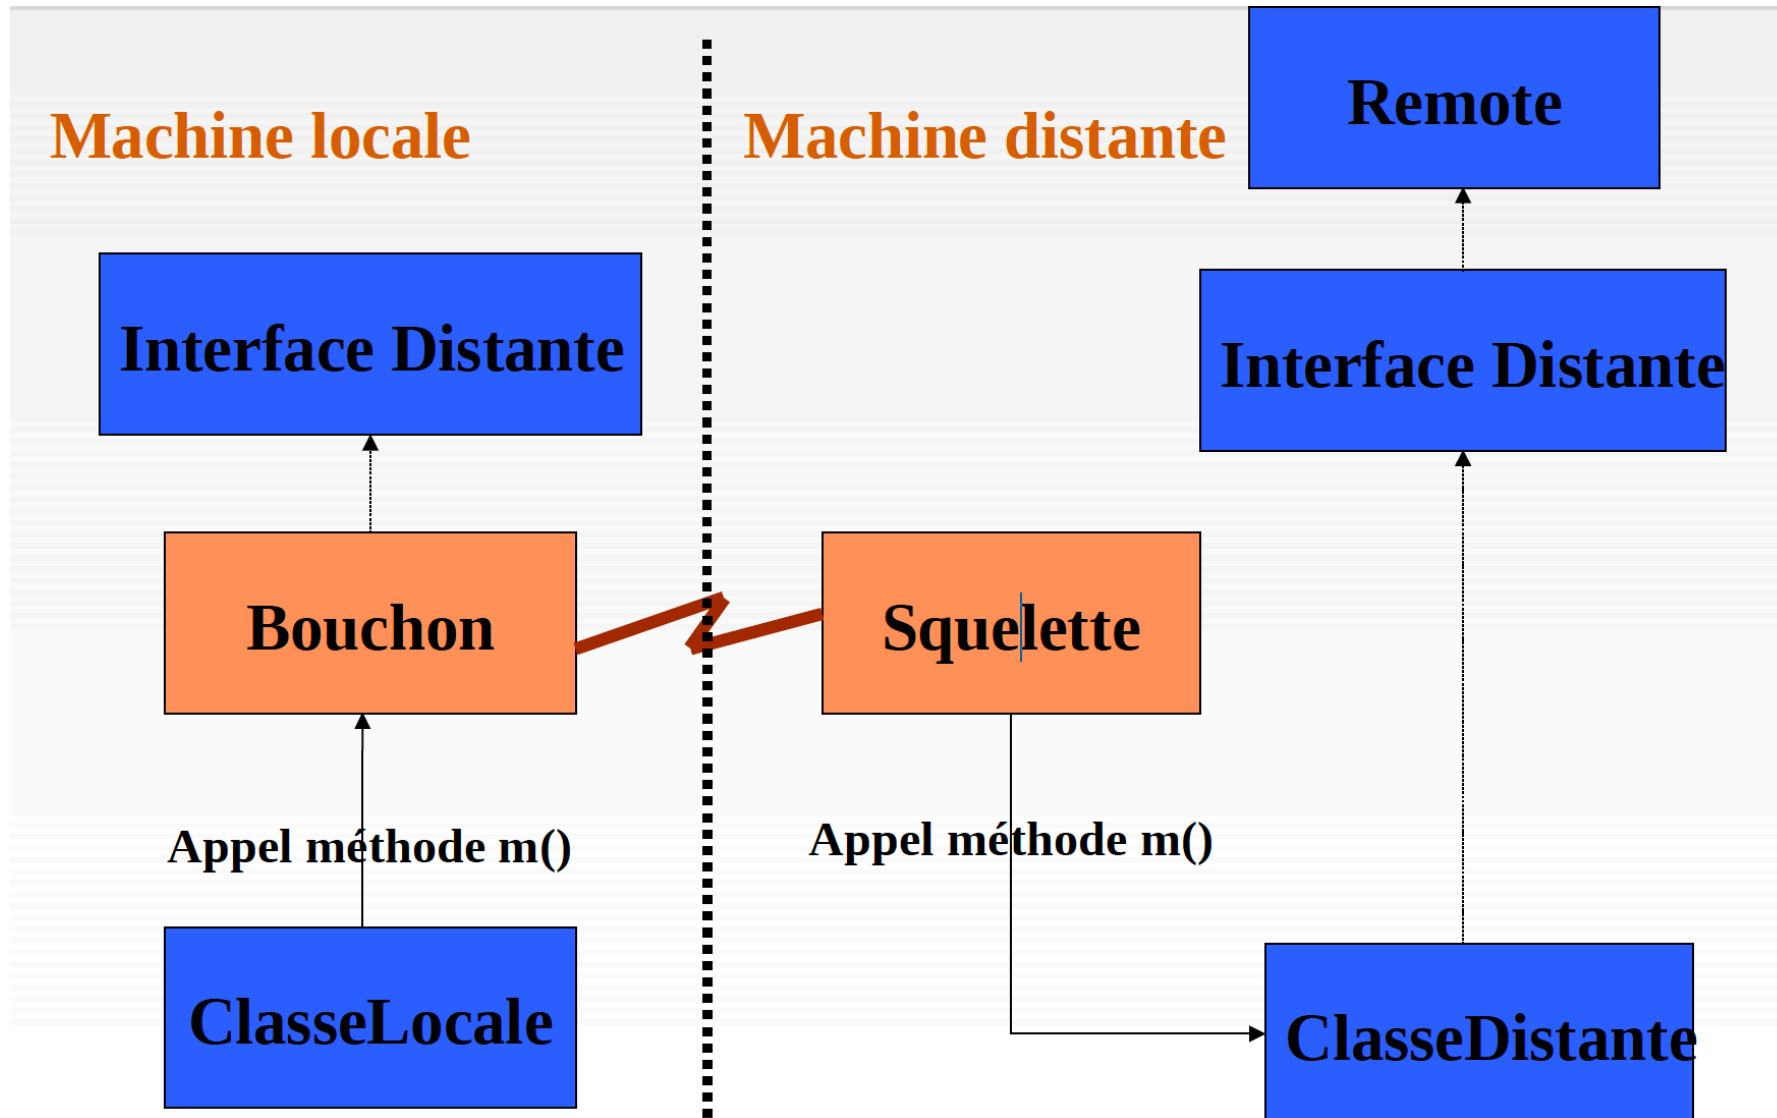 Remote
Machine locale
Machine distante
Interface Distante
Interface Distante
Bouchon
Squelette
Appel méthode m()
Appel méthode m()
ClasseLocale
ClasseDistante